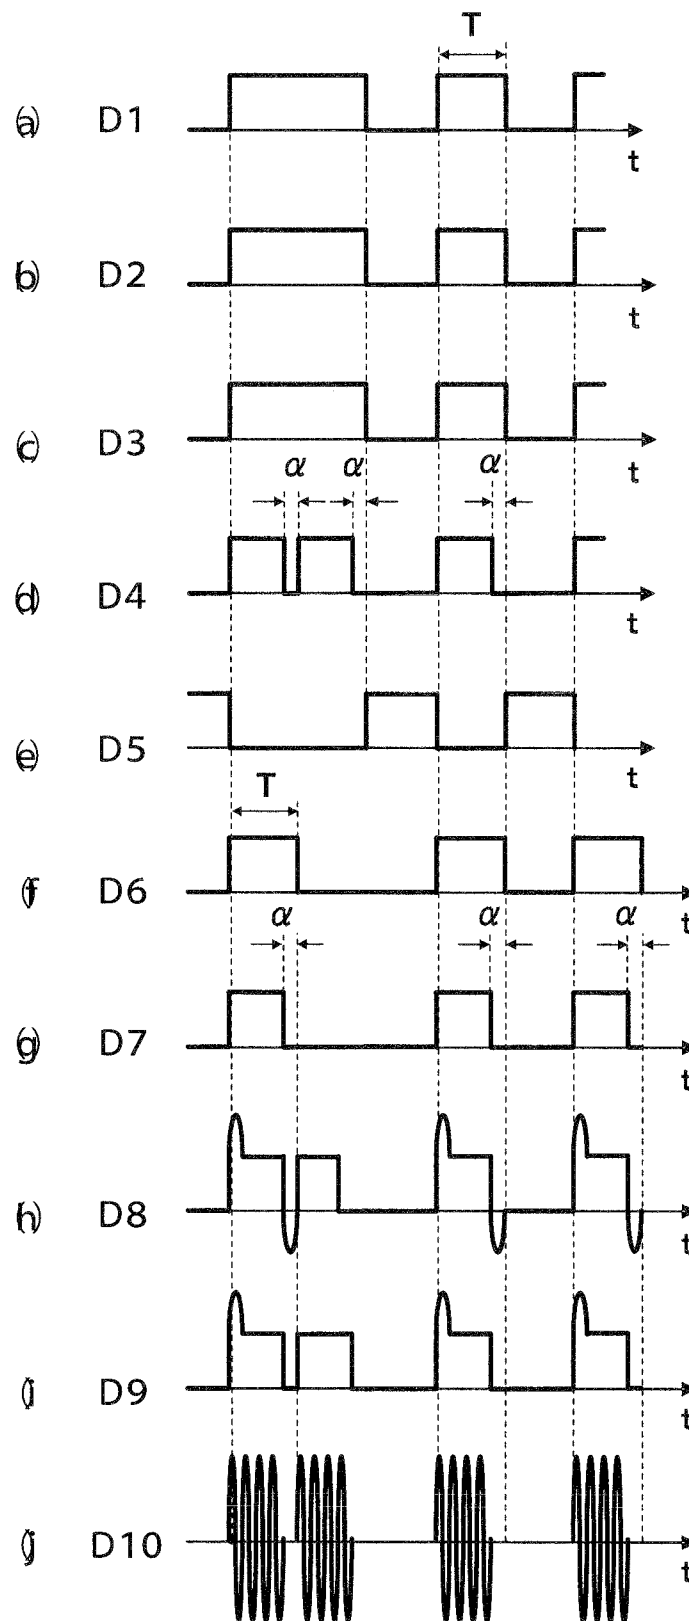 T
(a) D1
t
(b) D2
t
(c) D3
t
α α α
(d) D4
t
(e) D5
t
T
(f) D6
t
α α α
(g) D7
t
(h) D8
t
(i) D9
t
(j) D10
t